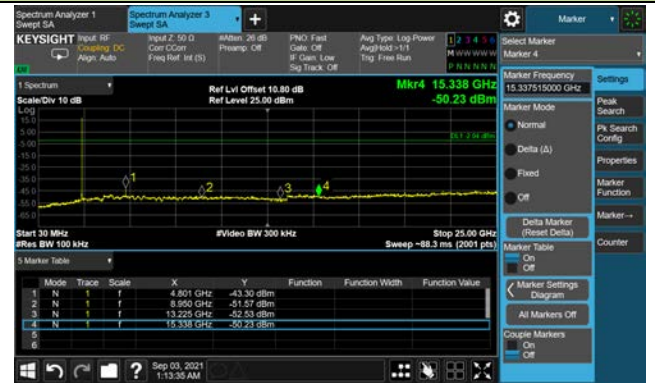 Spectrum Analyzer 1
Swept SA
Spectrum Analyzer 3
Swept SA
+
Marker
KEYSIGHT
Input: RF
Coupling: DC
Align: Auto
Input Z: 50 Ω
Corr CCorr
Freq Ref: Int (S)
#Atten: 26 dB
Preamp: Off
PNO: Fast
Gate: Off
IF Gain: Low
Sig Track: Off
Avg Type: Log-Power
Avg|Hold:>1/1
Trig: Free Run
1 2 3 4 5 6
M W W W W W
P N N N N N
Select Marker
Marker 4
1 Spectrum
Scale/Div 10 dB
Log
Ref Lvl Offset 10.80 dB
Ref Level 25.00 dBm
Mkr4 15.338 GHz
-50.23 dBm
15.0
5.00
-5.00
-15.0
-25.0
-35.0
-45.0
-55.0
-65.0
1
2
3
4
Start 30 MHz
#Res BW 100 kHz
#Video BW 300 kHz
Stop 25.00 GHz
Sweep ~88.3 ms (2001 pts)
5 Marker Table
Mode Trace Scale X Y Function Function Width Function Value
1 N 1 f 4.801 GHz -43.30 dBm
2 N 1 f 8.950 GHz -51.57 dBm
3 N 1 f 13.225 GHz -52.53 dBm
4 N 1 f 15.338 GHz -50.23 dBm
5
6
Marker Frequency
15.337515000 GHz
Marker Mode
Normal
Delta (Δ)
Fixed
Off
Delta Marker
(Reset Delta)
Marker Table
On
Off
Marker Settings
Diagram
All Markers Off
Couple Markers
On
Off
Settings
Peak
Search
Pk Search
Config
Properties
Marker
Function
Marker→
Counter
?
Sep 03, 2021
1:13:35 AM